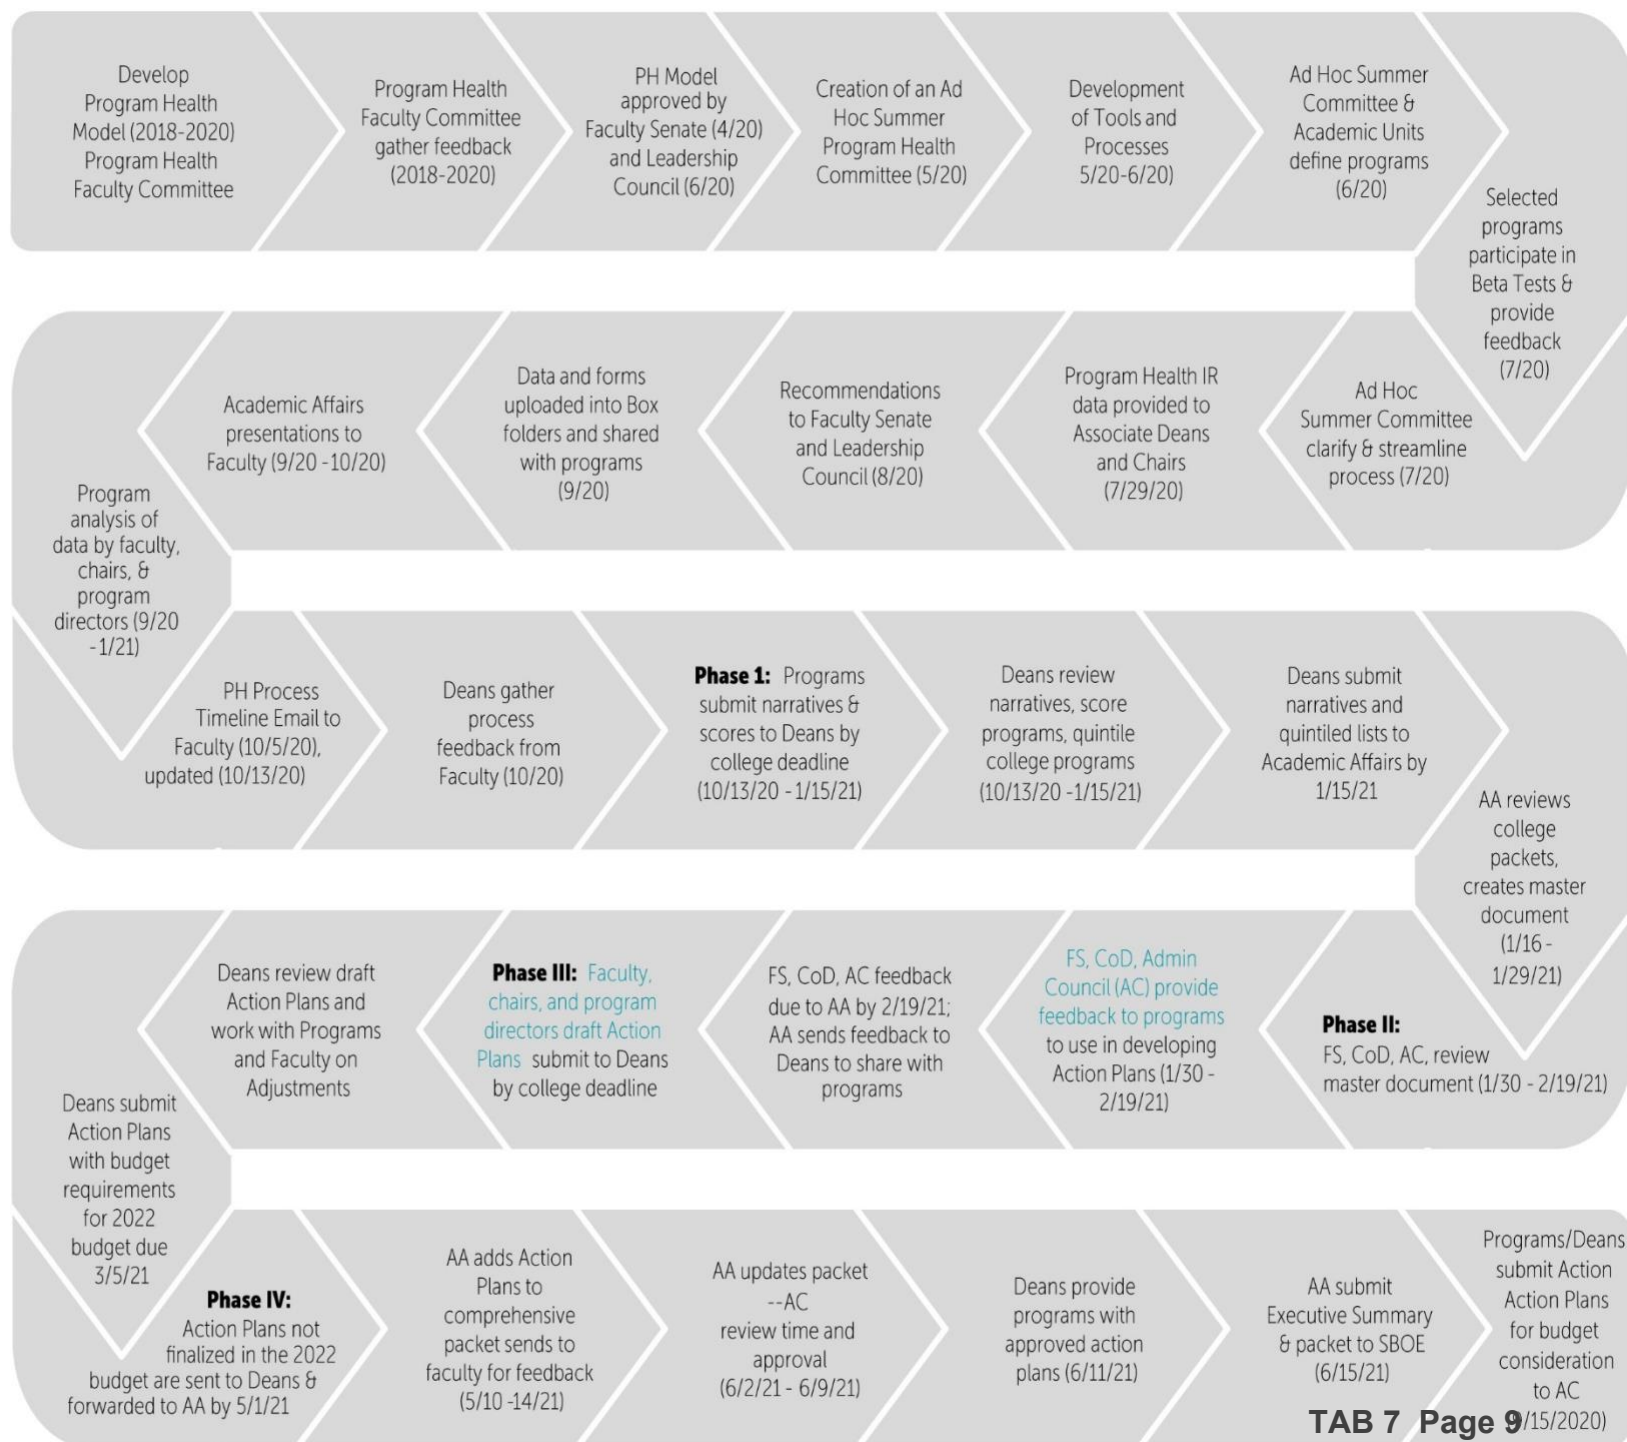 Develop
Program Health
Model (2018-2020)
Program Health
Faculty Committee
Program Health
Faculty Committee
gather feedback
(2018-2020)
PH Model
approved by
Faculty Senate (4/20)
and Leadership
Council (6/20)
Creation of an Ad
Hoc Summer
Program Health
Committee (5/20)
Development
of Tools and
Processes
5/20-6/20)
Ad Hoc Summer
Committee &
Academic Units
define programs
(6/20)
Selected
programs
participate in
Beta Tests &
provide
feedback
(7/20)
Ad Hoc
Summer Committee
clarify & streamline
process (7/20)
Program Health IR
data provided to
Associate Deans
and Chairs
(7/29/20)
Recommendations
to Faculty Senate
and Leadership
Council (8/20)
Data and forms
uploaded into Box
folders and shared
with programs
(9/20)
Academic Affairs
presentations to
Faculty (9/20 -10/20)
Program
analysis of
data by faculty,
chairs, &
program
directors (9/20
-1/21)
PH Process
Timeline Email to
Faculty (10/5/20),
updated (10/13/20)
Deans gather
process
feedback from
Faculty (10/20)
Phase 1: Programs
submit narratives &
scores to Deans by
college deadline
(10/13/20 -1/15/21)
Deans review
narratives, score
programs, quintile
college programs
(10/13/20 -1/15/21)
Deans submit
narratives and
quintiled lists to
Academic Affairs by
1/15/21
AA reviews
college
packets,
creates master
document
(1/16 -
1/29/21)
Phase II:
FS, CoD, AC, review
master document (1/30 - 2/19/21)
FS, CoD, Admin
Council (AC) provide
feedback to programs
to use in developing
Action Plans (1/30 -
2/19/21)
FS, CoD, AC feedback
due to AA by 2/19/21;
AA sends feedback to
Deans to share with
programs
Phase III: Faculty,
chairs, and program
directors draft Action
Plans submit to Deans
by college deadline
Deans review draft
Action Plans and
work with Programs
and Faculty on
Adjustments
Deans submit
Action Plans
with budget
requirements
for 2022
budget due
3/5/21
Phase IV:
Action Plans not
finalized in the 2022
budget are sent to Deans &
forwarded to AA by 5/1/21
AA adds Action
Plans to
comprehensive
packet sends to
faculty for feedback
(5/10 -14/21)
AA updates packet
--AC
review time and
approval
(6/2/21 - 6/9/21)
Deans provide
programs with
approved action
plans (6/11/21)
AA submit
Executive Summary
& packet to SBOE
(6/15/21)
Programs/Deans
submit Action
Action Plans
for budget
consideration
to AC
/15/2020)
TAB 7 Page 9